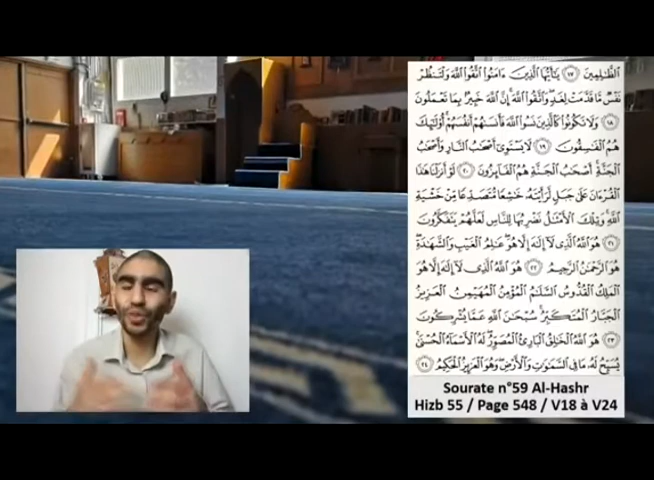 ٱلظَّٰلِمِينَ ١٧ يَٰٓأَيُّهَا ٱلَّذِينَ ءَامَنُوا۟ ٱتَّقُوا۟ ٱللَّهَ وَلْتَنظُرْ
نَفْسٌ مَّا قَدَّمَتْ لِغَدٍ وَٱتَّقُوا۟ ٱللَّهَ إِنَّ ٱللَّهَ خَبِيرٌۢ بِمَا تَعْمَلُونَ
١٨ وَلَا تَكُونُوا۟ كَٱلَّذِينَ نَسُوا۟ ٱللَّهَ فَأَنسَىٰهُمْ أَنفُسَهُمْ أُو۟لَٰٓئِكَ
هُمُ ٱلْفَٰسِقُونَ ١٩ لَا يَسْتَوِىٓ أَصْحَٰبُ ٱلنَّارِ وَأَصْحَٰبُ
ٱلْجَنَّةِ أَصْحَٰبُ ٱلْجَنَّةِ هُمُ ٱلْفَآئِزُونَ ٢٠ لَوْ أَنزَلْنَا هَٰذَا
ٱلْقُرْءَانَ عَلَىٰ جَبَلٍ لَّرَأَيْتَهُۥ خَٰشِعًا مُّتَصَدِّعًا مِّنْ خَشْيَةِ
ٱللَّهِ وَتِلْكَ ٱلْأَمْثَٰلُ نَضْرِبُهَا لِلنَّاسِ لَعَلَّهُمْ يَتَفَكَّرُونَ
٢١ هُوَ ٱللَّهُ ٱلَّذِى لَآ إِلَٰهَ إِلَّا هُوَ عَٰلِمُ ٱلْغَيْبِ وَٱلشَّهَٰدَةِ
هُوَ ٱلرَّحْمَٰنُ ٱلرَّحِيمُ ٢٢ هُوَ ٱللَّهُ ٱلَّذِى لَآ إِلَٰهَ إِلَّا هُوَ
ٱلْمَلِكُ ٱلْقُدُّوسُ ٱلسَّلَٰمُ ٱلْمُؤْمِنُ ٱلْمُهَيْمِنُ ٱلْعَزِيزُ
ٱلْجَبَّارُ ٱلْمُتَكَبِّرُ سُبْحَٰنَ ٱللَّهِ عَمَّا يُشْرِكُونَ
٢٣ هُوَ ٱللَّهُ ٱلْخَٰلِقُ ٱلْبَارِئُ ٱلْمُصَوِّرُ لَهُ ٱلْأَسْمَآءُ ٱلْحُسْنَىٰ
يُسَبِّحُ لَهُۥ مَا فِى ٱلسَّمَٰوَٰتِ وَٱلْأَرْضِ وَهُوَ ٱلْعَزِيزُ ٱلْحَكِيمُ ٢٤
Sourate n°59 Al-Hashr
Hizb 55 / Page 548 / V18 à V24